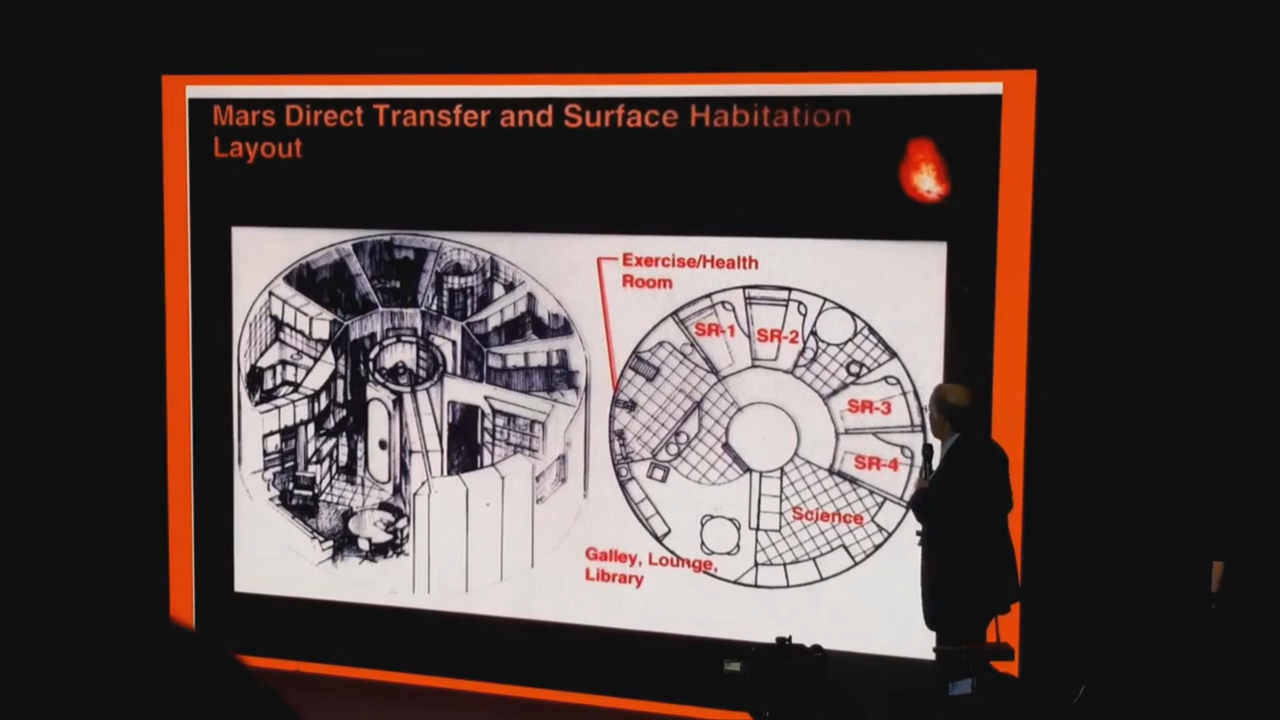 Mars Direct Transfer and Surface Habitation
Layout
Exercise/Health
Room
SR-1
SR-2
SR-3
SR-4
Science
Galley, Lounge,
Library